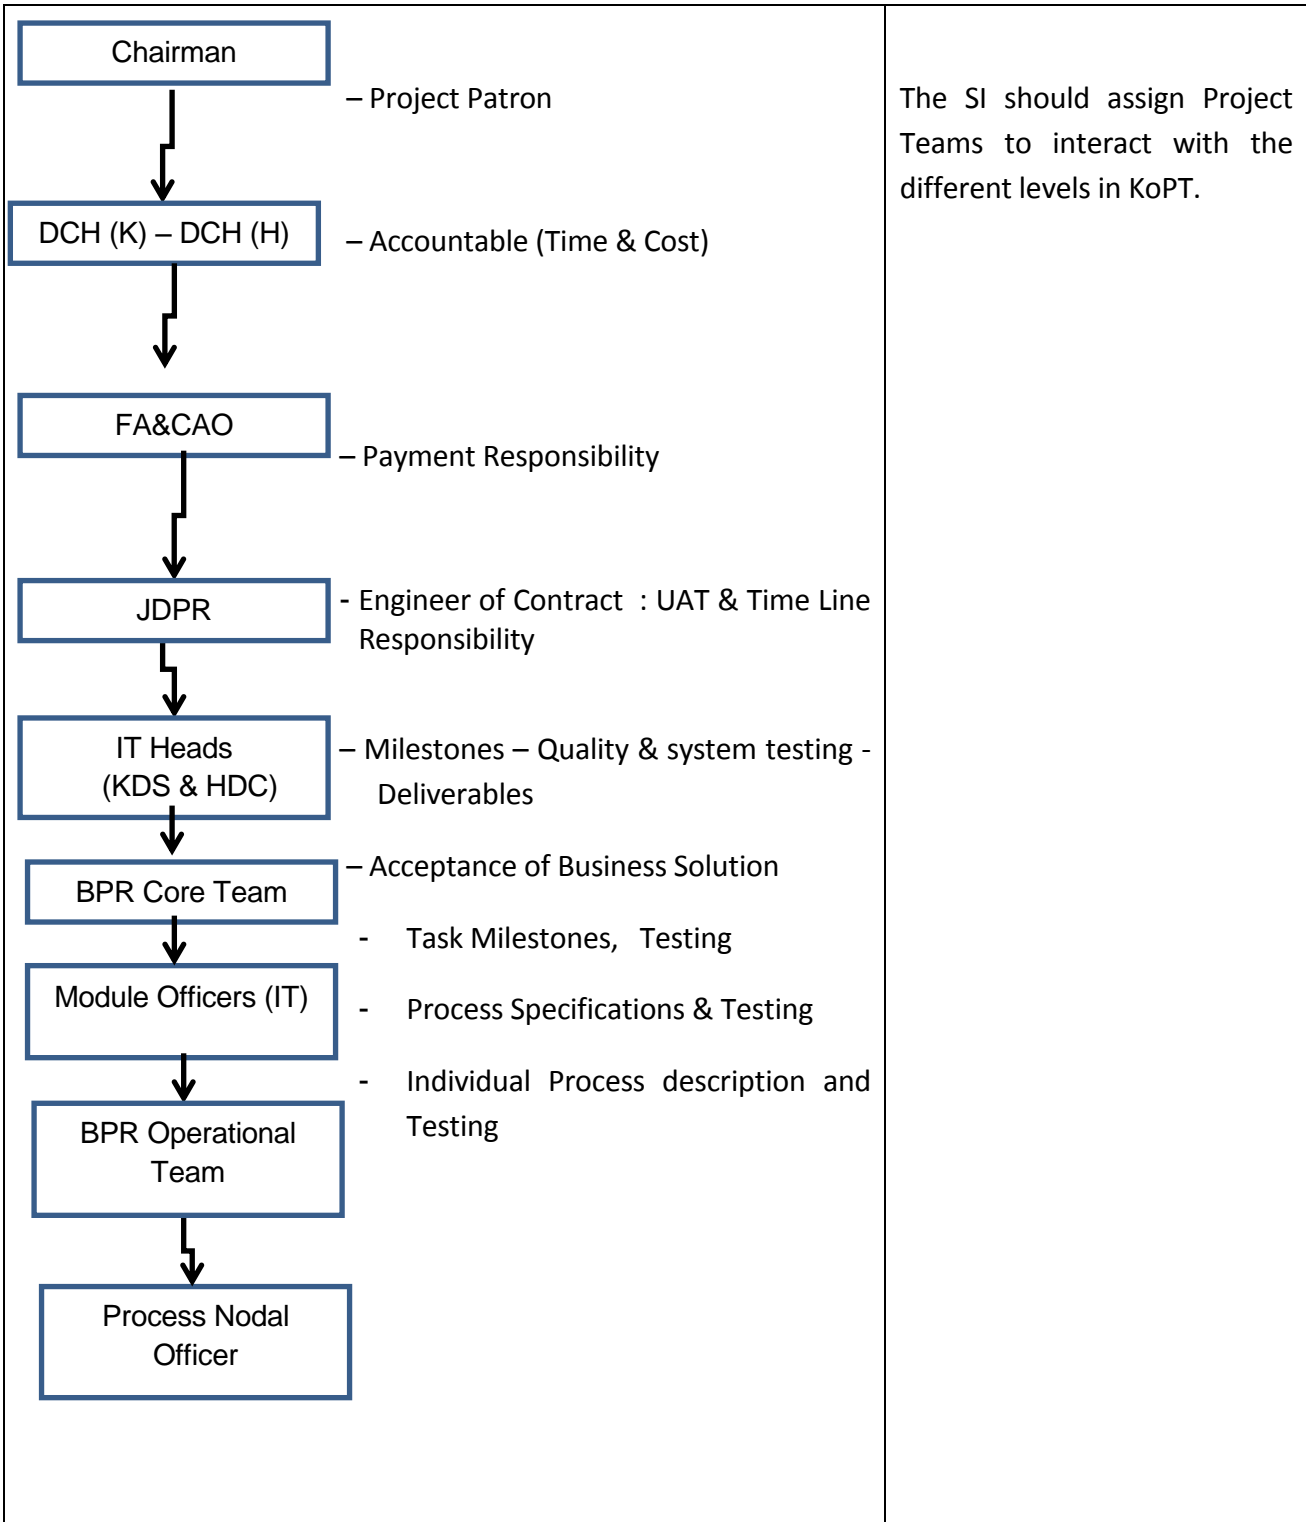 Chairman
– Project Patron
The SI should assign Project
Teams to interact with the
different levels in KoPT.
DCH (K) – DCH (H)
– Accountable (Time & Cost)
FA&CAO
– Payment Responsibility
JDPR
- Engineer of Contract : UAT & Time Line
Responsibility
IT Heads
(KDS & HDC)
– Milestones – Quality & system testing -
Deliverables
BPR Core Team
– Acceptance of Business Solution
- Task Milestones, Testing
Module Officers (IT)
- Process Specifications & Testing
- Individual Process description and
Testing
BPR Operational
Team
Process Nodal
Officer